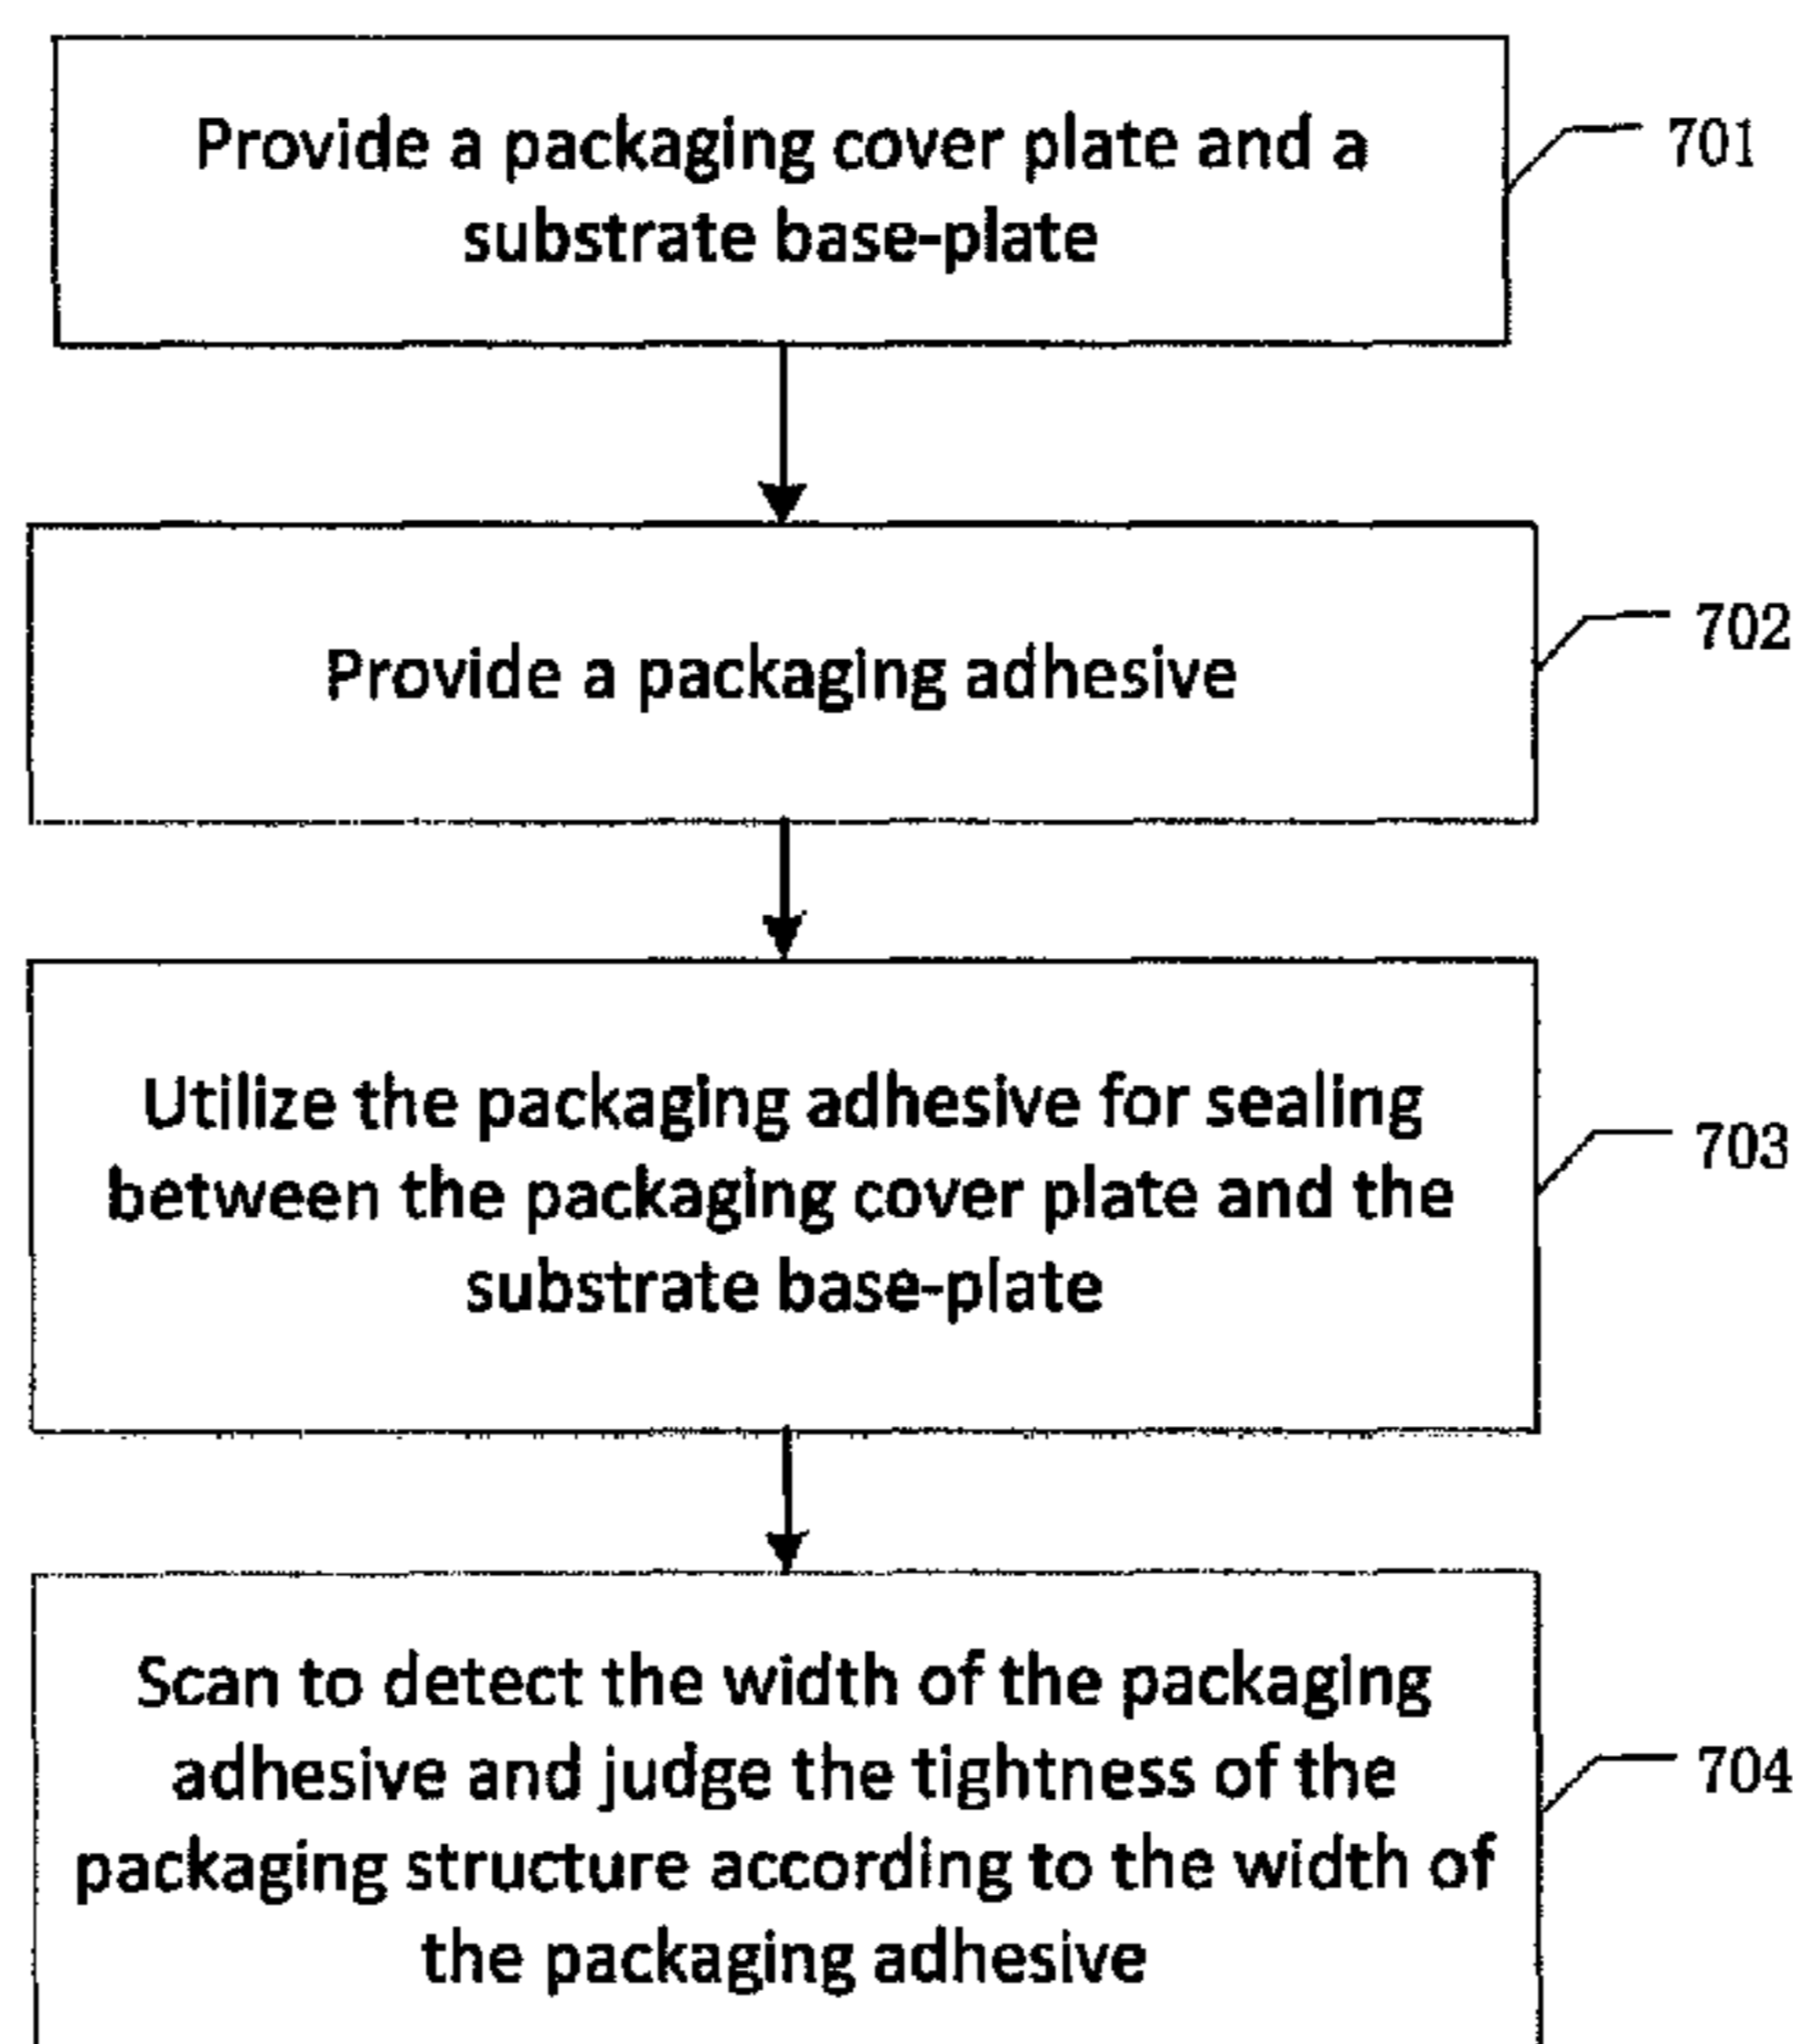 Provide a packaging cover plate and a
substrate base-plate
701
Provide a packaging adhesive
702
Utilize the packaging adhesive for sealing
between the packaging cover plate and the
substrate base-plate
703
Scan to detect the width of the packaging
adhesive and judge the tightness of the
packaging structure according to the width of
the packaging adhesive
704